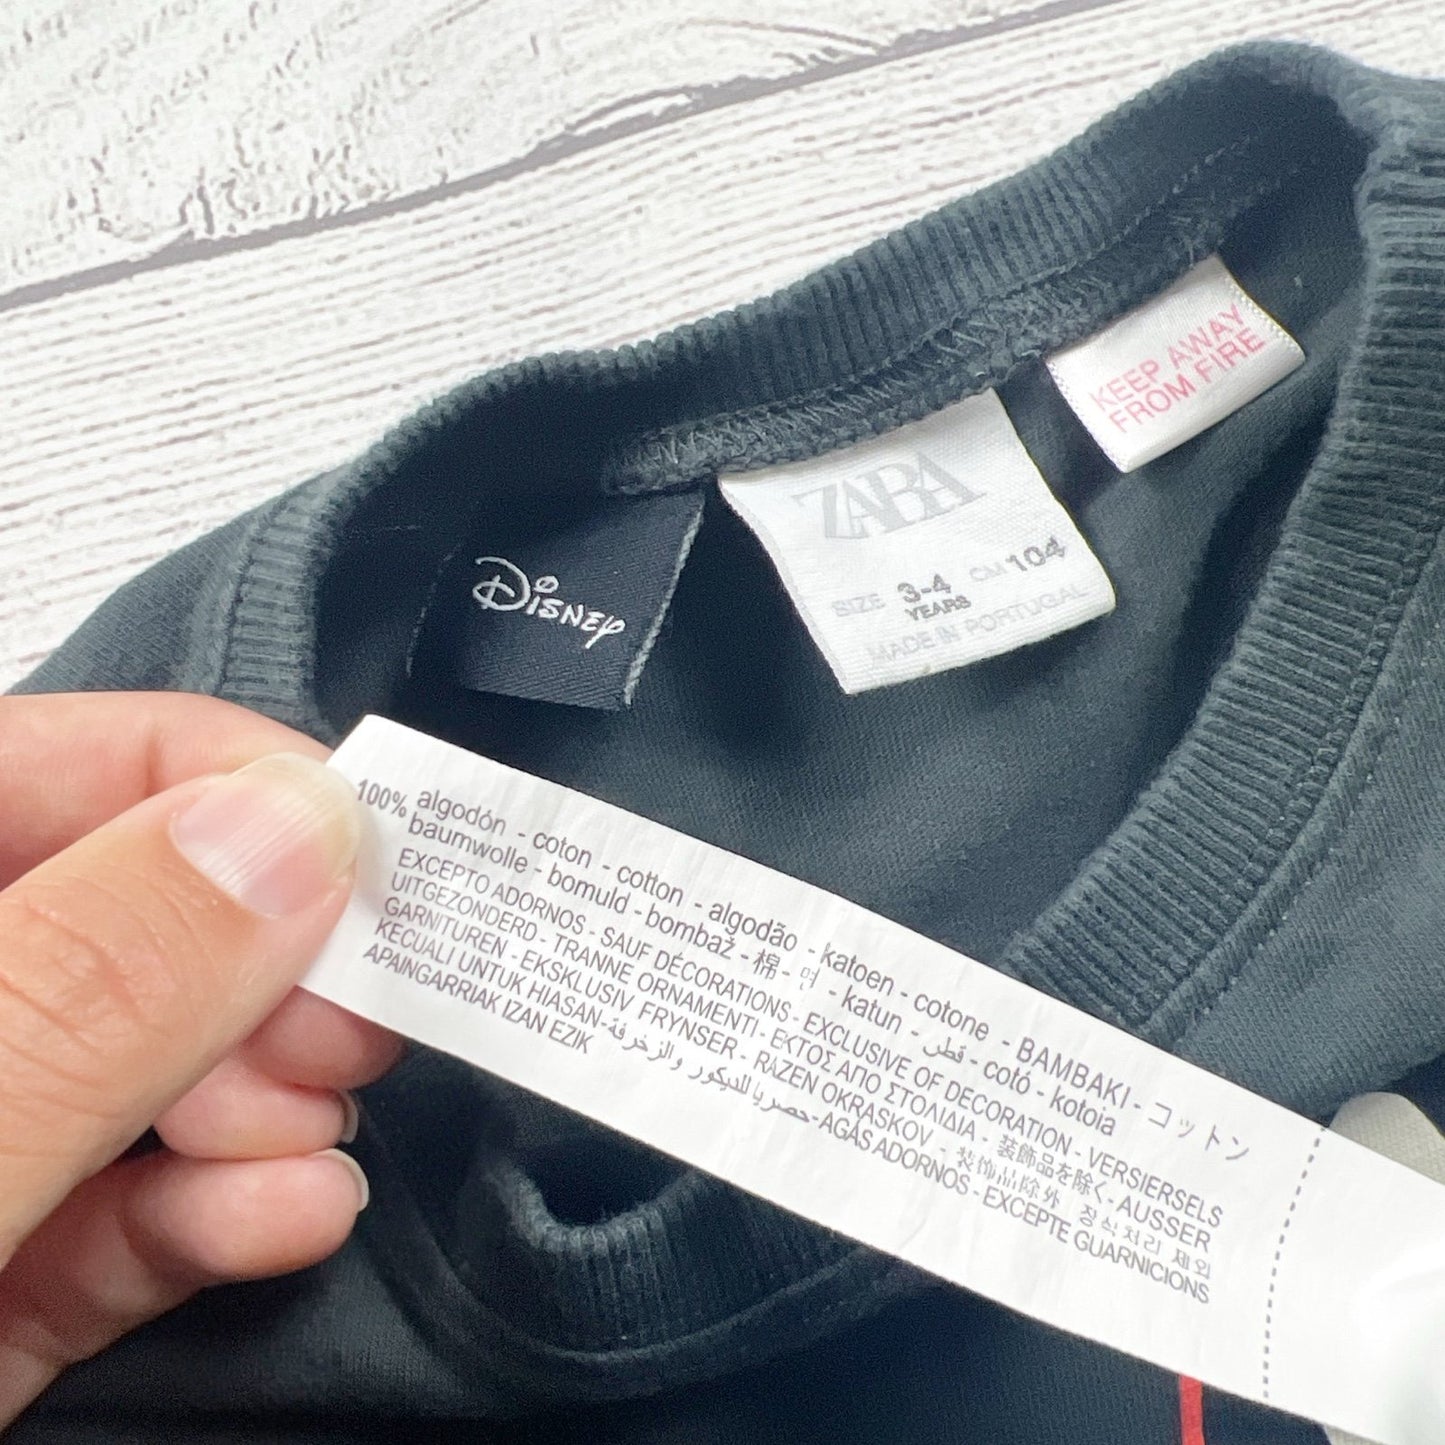 KEEP AWAY
FROM FIRE
ZARA
SIZE 3-4 YEARS CM 104
MADE IN PORTUGAL
Disney
100% algodón - coton - cotton - algodão - katoen - cotone - BAMBAKI - コットン
baumwolle - bomuld - bombaž - 棉 - 면 - katun - قطن - cotó - kotoia
EXCEPTO ADORNOS - SAUF DÉCORATIONS - EXCLUSIVE OF DECORATION - VERSIERSELS
UITGEZONDERD - TRANNE ORNAMENTI - ΕΚΤΟΣ ΑΠΟ ΣΤΟΛΙΔΙΑ - 装飾品を除く - AUSSER
GARNITUREN - EKSKLUSIV FRYNSER - RAZEN OKRASKOV - 装饰品除外 장식처리 제외
KECUALI UNTUK HIASAN - حصريا للديكور والزخرفة - AGAS ADORNOS - EXCEPTE GUARNICIONS
APAINGARRIAK IZAN EZIK